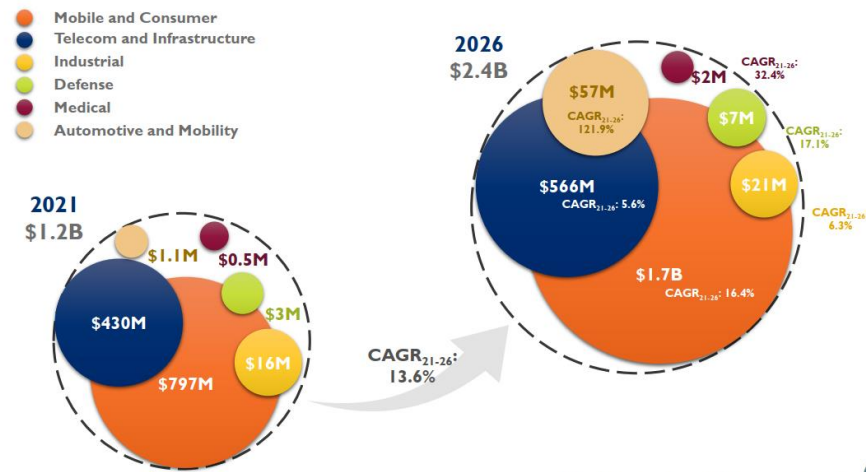 Mobile and Consumer
Telecom and Infrastructure
Industrial
Defense
Medical
Automotive and Mobility
2021
$1.2B
$1.1M
$0.5M
$430M
$3M
$16M
$797M
CAGR21-26:
13.6%
2026
$2.4B
$57M
CAGR21-26:
121.9%
$2M
CAGR21-26:
32.4%
$7M
CAGR21-26:
17.1%
$566M
CAGR21-26: 5.6%
$21M
CAGR21-26:
6.3%
$1.7B
CAGR21-26: 16.4%